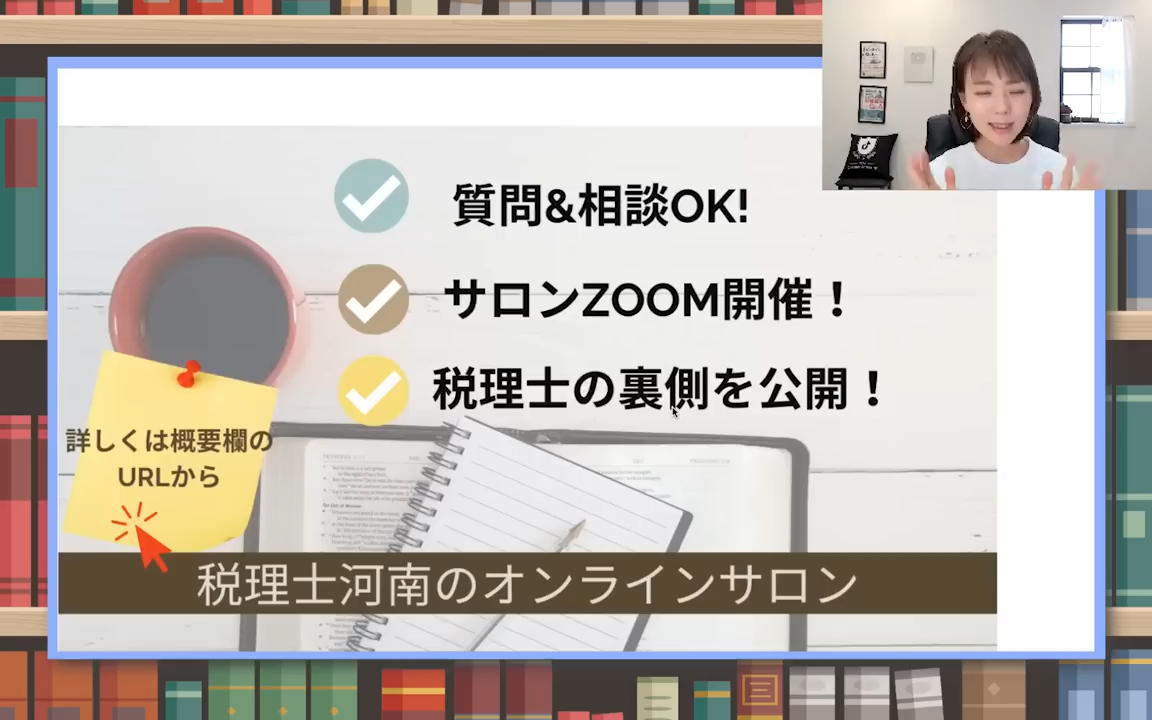 質問&相談OK!
サロンZOOM開催！
税理士の裏側を公開！
詳しくは概要欄の
URLから
税理士河南のオンラインサロン